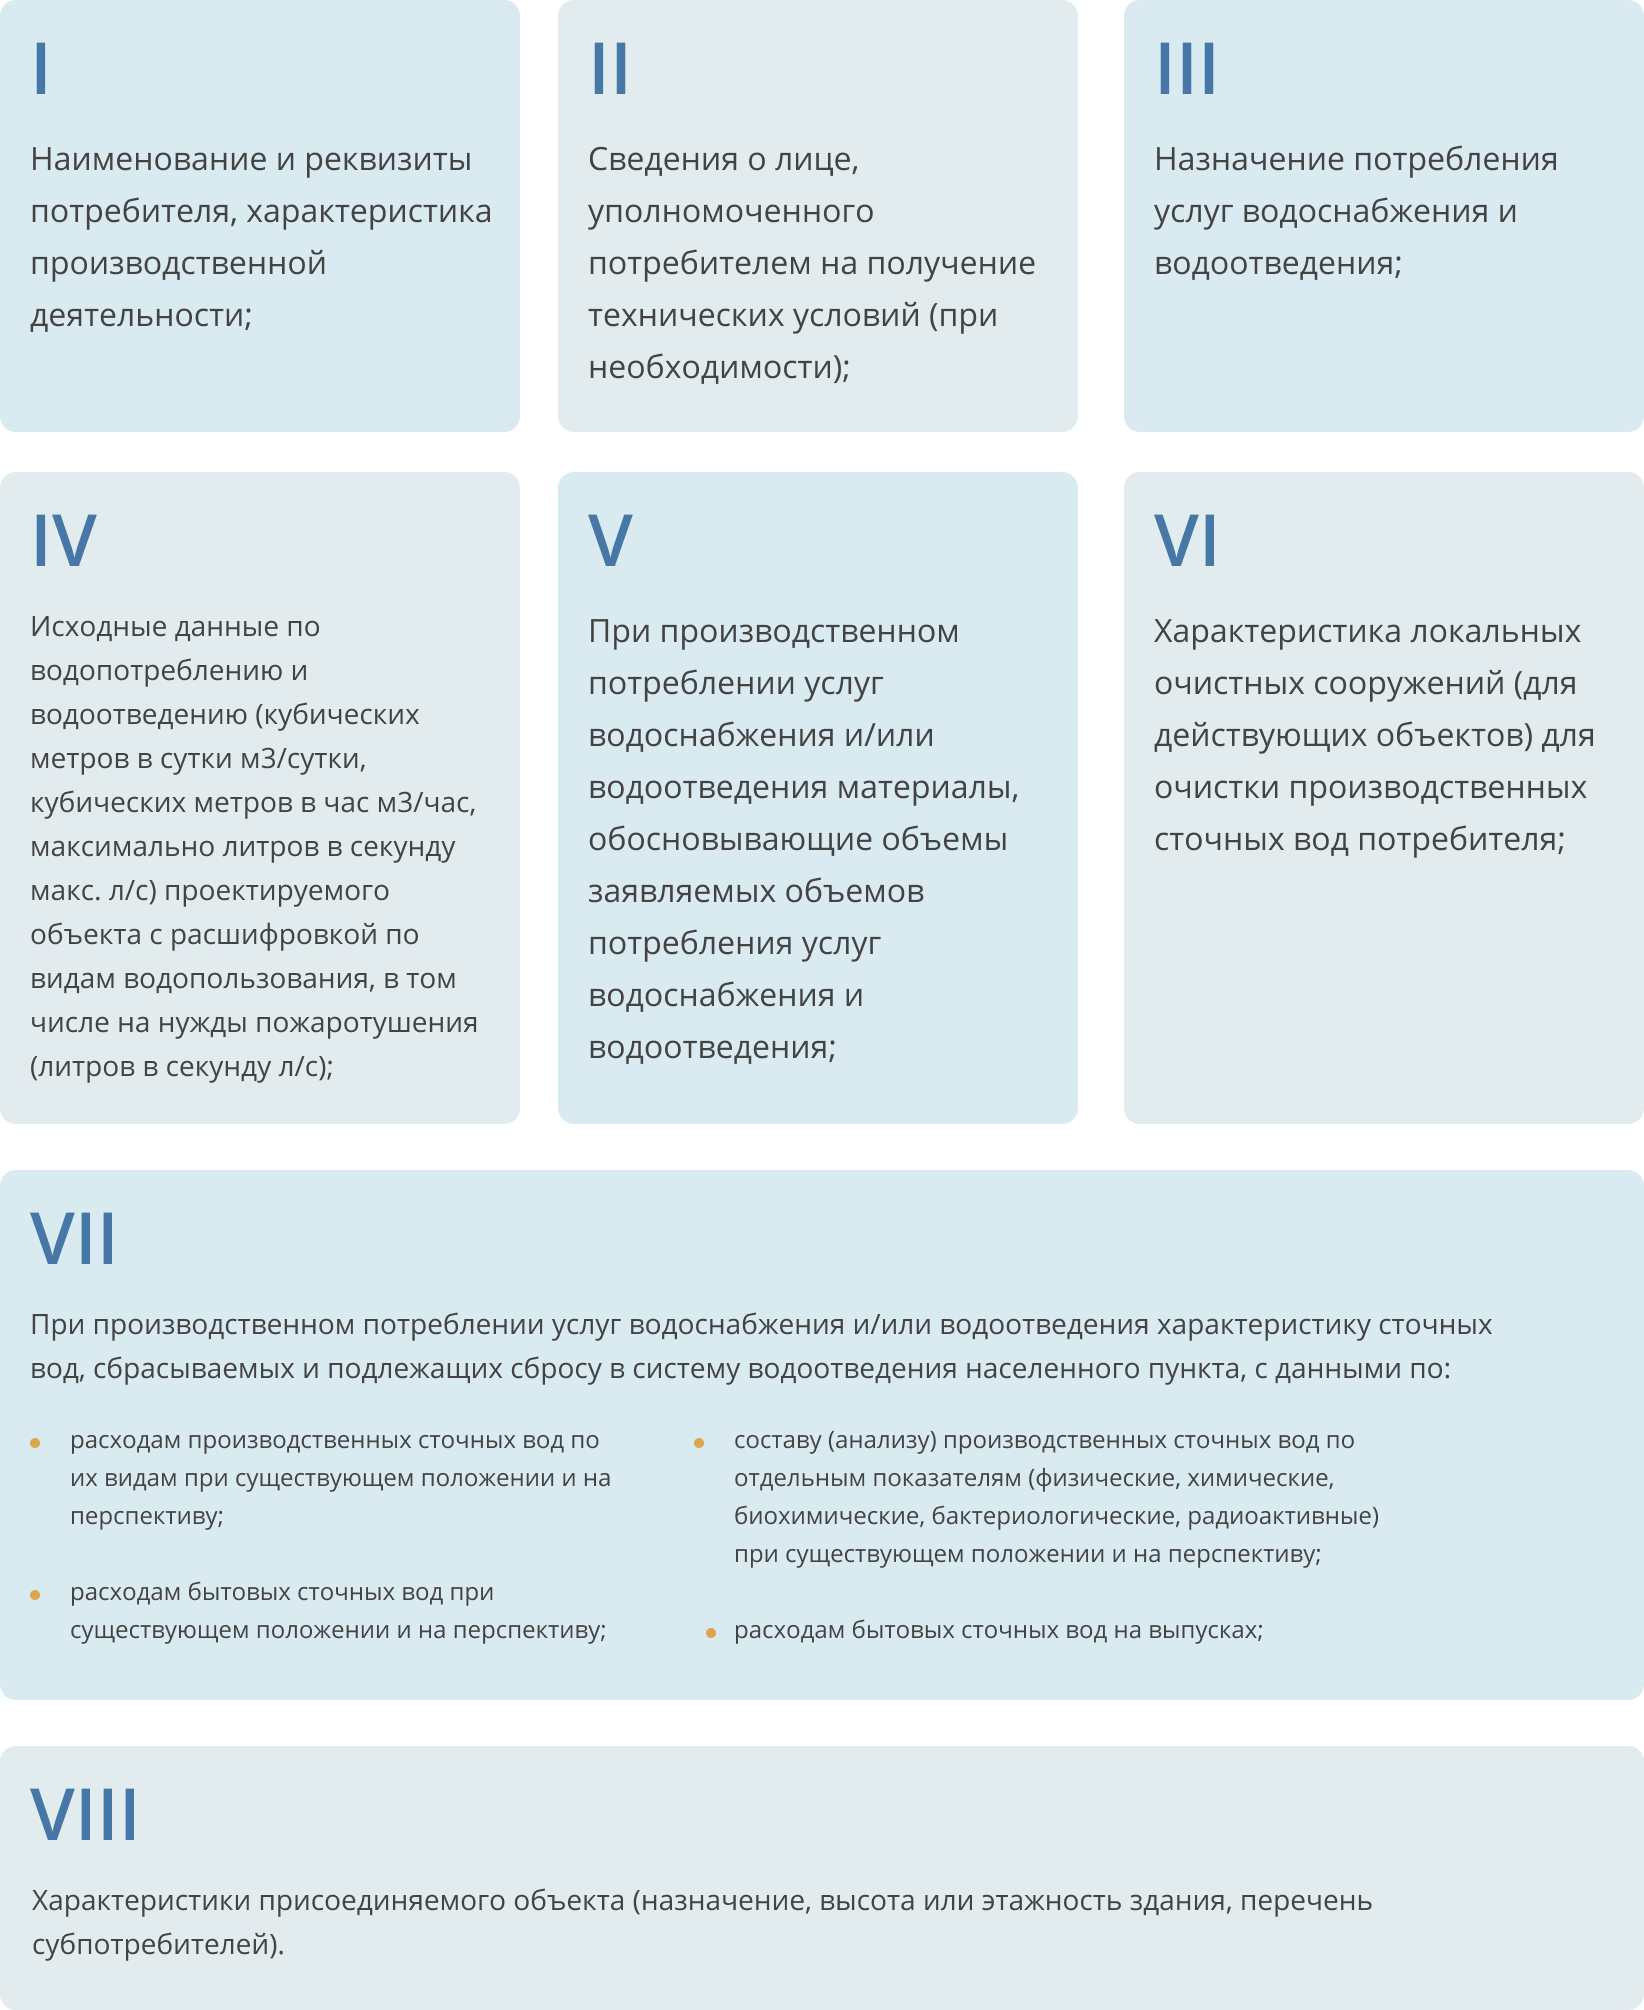 I
Наименование и реквизиты
потребителя, характеристика
производственной
деятельности;
II
Сведения о лице,
уполномоченного
потребителем на получение
технических условий (при
необходимости);
III
Назначение потребления
услуг водоснабжения и
водоотведения;
IV
Исходные данные по
водопотреблению и
водоотведению (кубических
метров в сутки м3/сутки,
кубических метров в час м3/час,
максимально литров в секунду
макс. л/с) проектируемого
объекта с расшифровкой по
видам водопользования, в том
числе на нужды пожаротушения
(литров в секунду л/с);
V
При производственном
потреблении услуг
водоснабжения и/или
водоотведения материалы,
обосновывающие объемы
заявляемых объемов
потребления услуг
водоснабжения и
водоотведения;
VI
Характеристика локальных
очистных сооружений (для
действующих объектов) для
очистки производственных
сточных вод потребителя;
VII
При производственном потреблении услуг водоснабжения и/или водоотведения характеристику сточных
вод, сбрасываемых и подлежащих сбросу в систему водоотведения населенного пункта, с данными по:
расходам производственных сточных вод по
их видам при существующем положении и на
перспективу;
расходам бытовых сточных вод при
существующем положении и на перспективу;
составу (анализу) производственных сточных вод по
отдельным показателям (физические, химические,
биохимические, бактериологические, радиоактивные)
при существующем положении и на перспективу;
расходам бытовых сточных вод на выпусках;
VIII
Характеристики присоединяемого объекта (назначение, высота или этажность здания, перечень
субпотребителей).